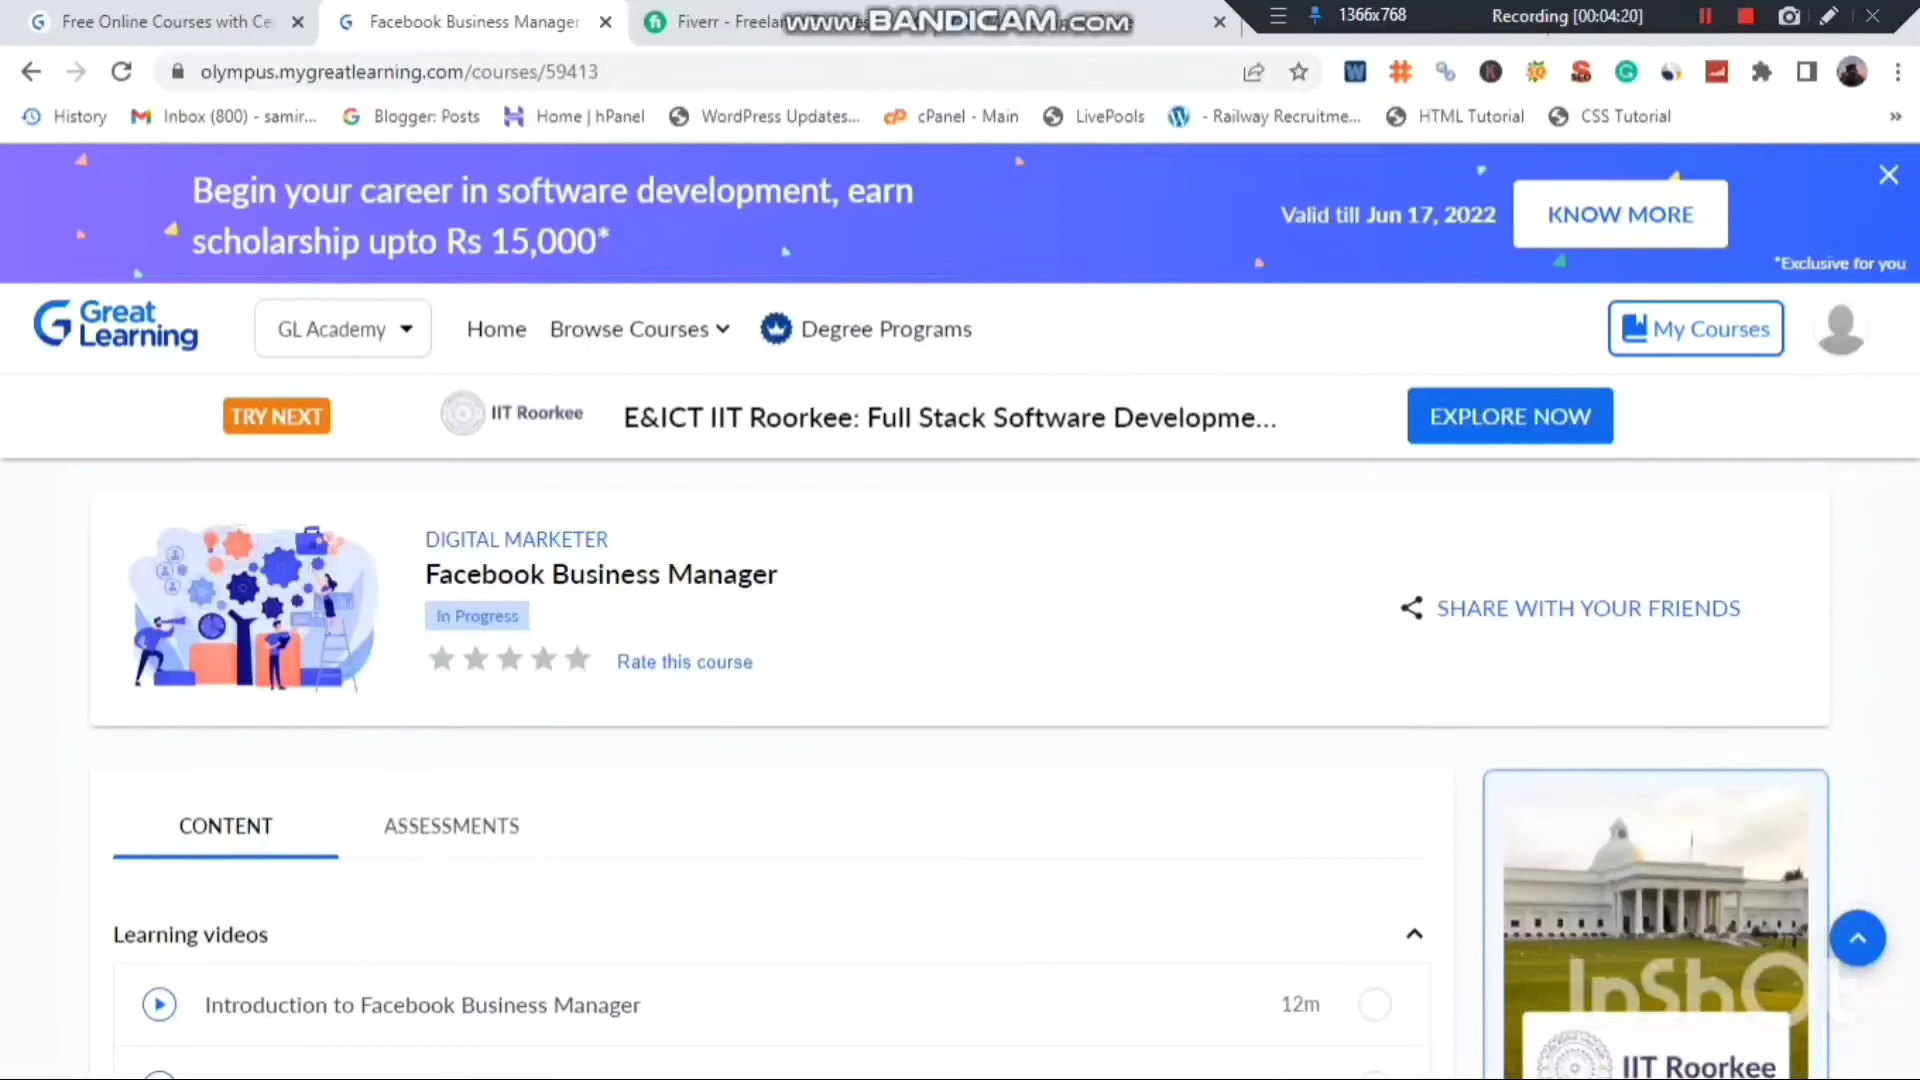 Free Online Courses with Ce
Facebook Business Manager
Fiverr - Freelan
www.BANDICAM.com
1366x768
Recording [00:04:20]
olympus.mygreatlearning.com/courses/59413
History
Inbox (800) - samir...
Blogger: Posts
Home | hPanel
WordPress Updates...
cPanel - Main
LivePools
- Railway Recruitme...
HTML Tutorial
CSS Tutorial
»
Begin your career in software development, earn
scholarship upto Rs 15,000*
Valid till Jun 17, 2022
KNOW MORE
*Exclusive for you
Great
Learning
GL Academy
Home
Browse Courses
Degree Programs
My Courses
TRY NEXT
IIT Roorkee
E&ICT IIT Roorkee: Full Stack Software Developme...
EXPLORE NOW
DIGITAL MARKETER
Facebook Business Manager
In Progress
Rate this course
SHARE WITH YOUR FRIENDS
CONTENT
ASSESSMENTS
Learning videos
Introduction to Facebook Business Manager
12m
InShOt
IIT Roorkee